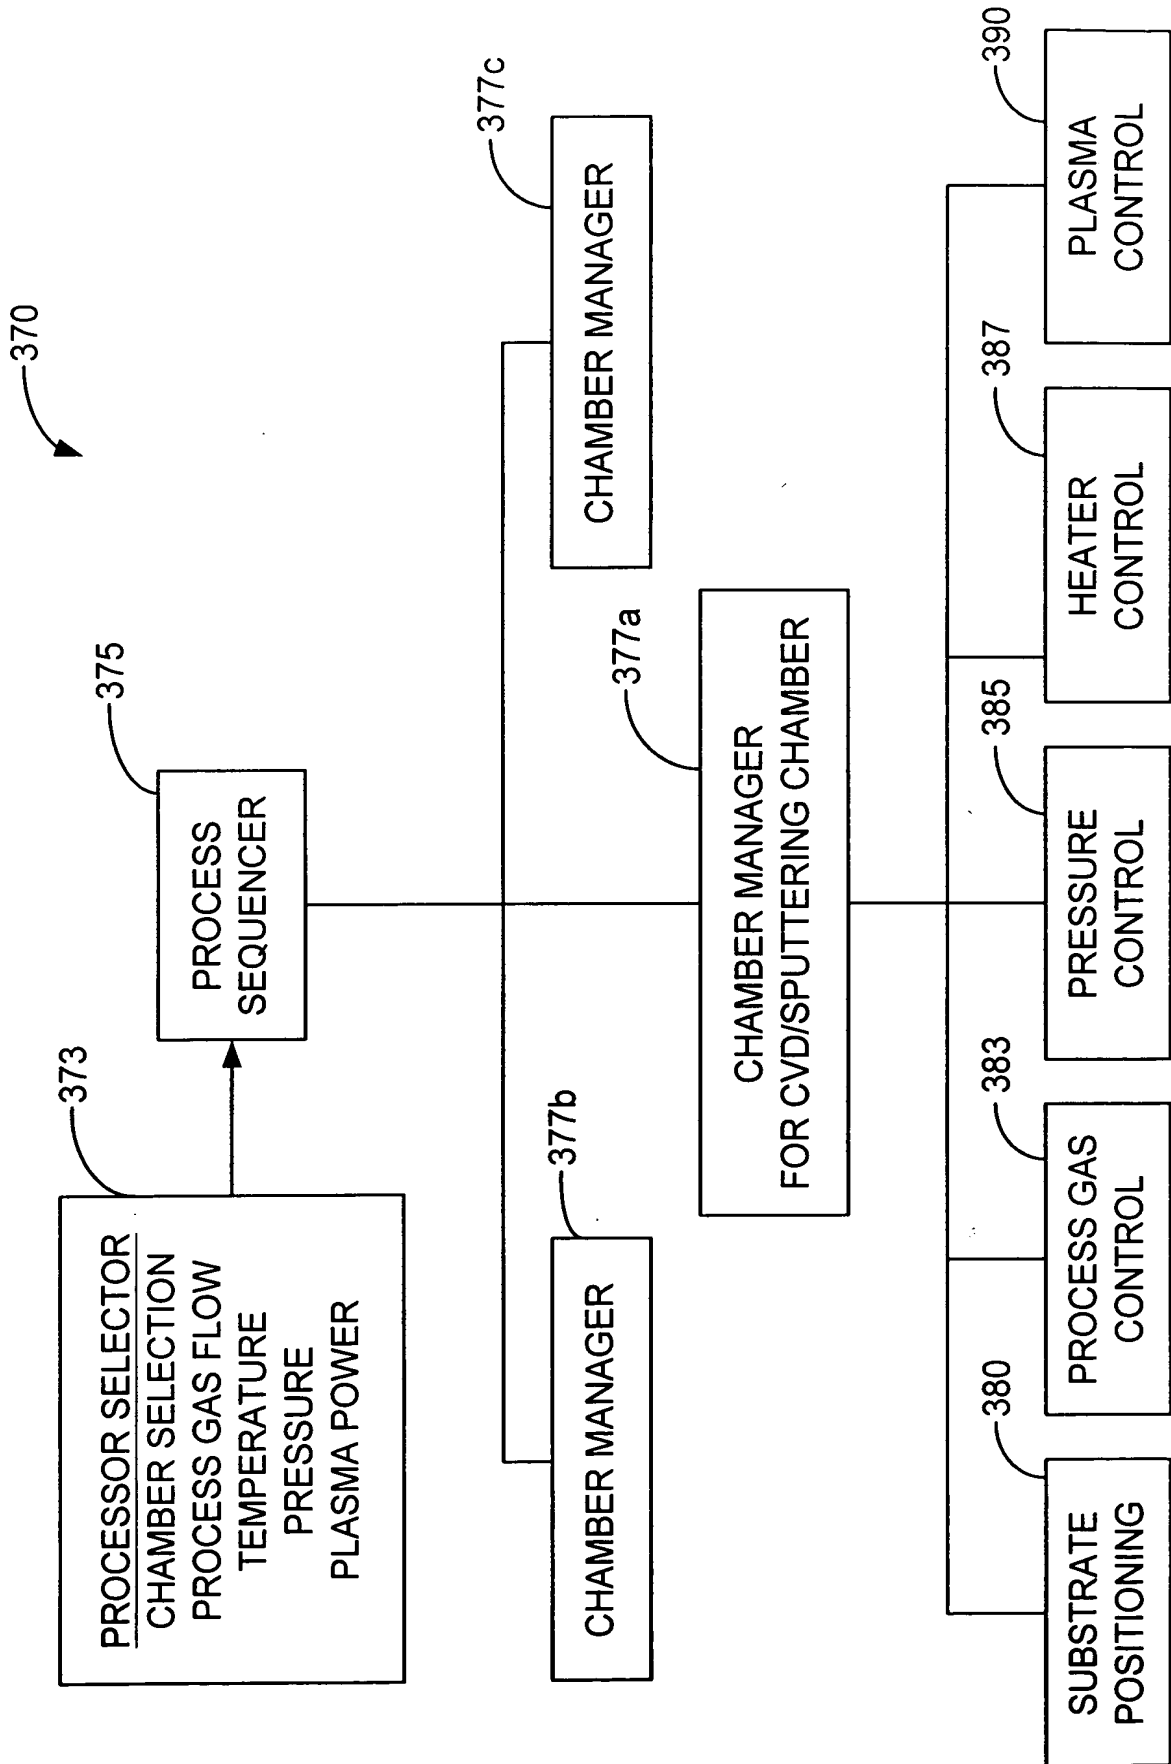 370
373
PROCESSOR SELECTOR
CHAMBER SELECTION
PROCESS GAS FLOW
TEMPERATURE
PRESSURE
PLASMA POWER
375
PROCESS
SEQUENCER
377b
CHAMBER MANAGER
377c
CHAMBER MANAGER
377a
CHAMBER MANAGER
FOR CVD/SPUTTERING CHAMBER
380
SUBSTRATE
POSITIONING
383
PROCESS GAS
CONTROL
385
PRESSURE
CONTROL
387
HEATER
CONTROL
390
PLASMA
CONTROL